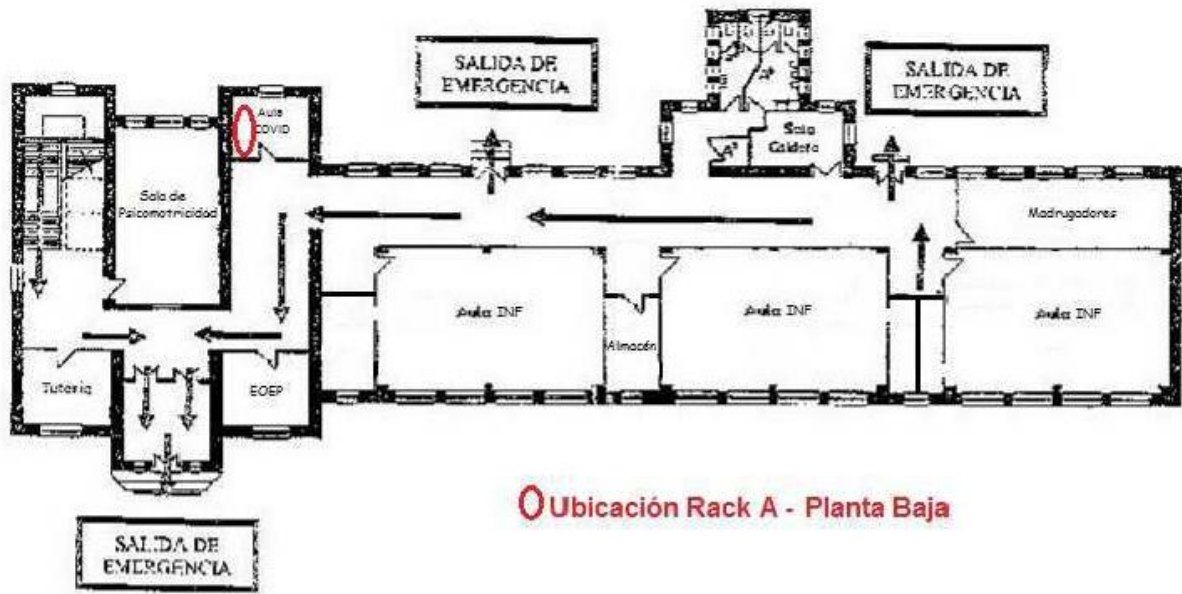 SALIDA DE
EMERGENCIA
SALIDA DE
EMERGENCIA
Aula
COVID
Sala
Caldera
Sala de
Psicomotricidad
Madrugadores
Aula INF
Aula INF
Aula INF
Almacén
Tutoria
EOEP
Ubicación Rack A - Planta Baja
SALIDA DE
EMERGENCIA